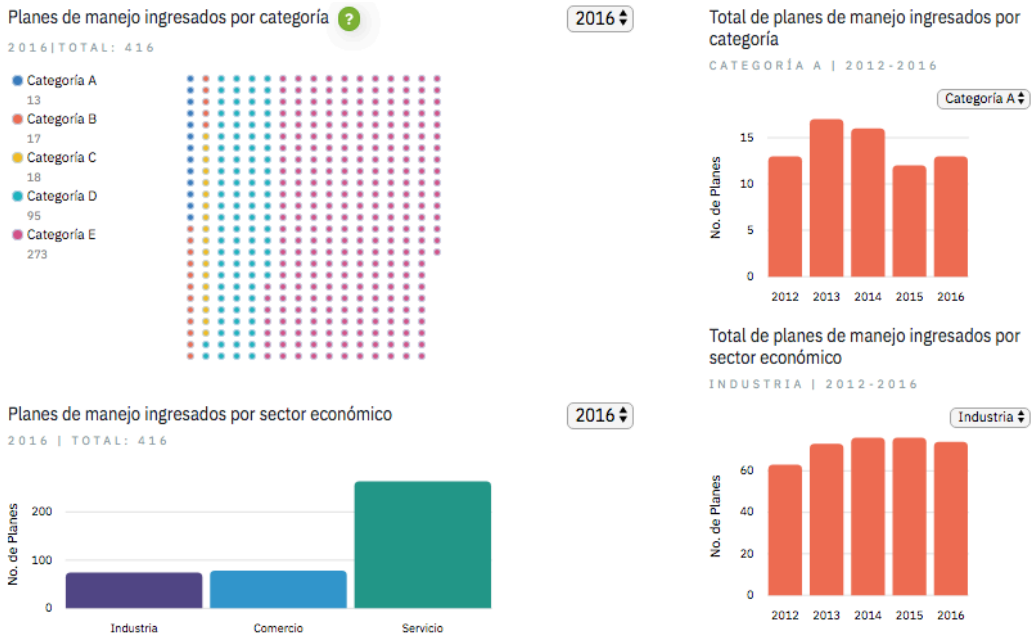 Planes de manejo ingresados por categoría ?
2016
2016|TOTAL: 416
Categoría A
13
Categoría B
17
Categoría C
18
Categoría D
95
Categoría E
273
Total de planes de manejo ingresados por
categoría
CATEGORÍA A | 2012-2016
Categoría A
No. de Planes
15
10
5
0
2012 2013 2014 2015 2016
Planes de manejo ingresados por sector económico
2016
2016 | TOTAL: 416
No. de Planes
200
100
0
Industria Comercio Servicio
Total de planes de manejo ingresados por
sector económico
INDUSTRIA | 2012-2016
Industria
No. de Planes
60
40
20
0
2012 2013 2014 2015 2016